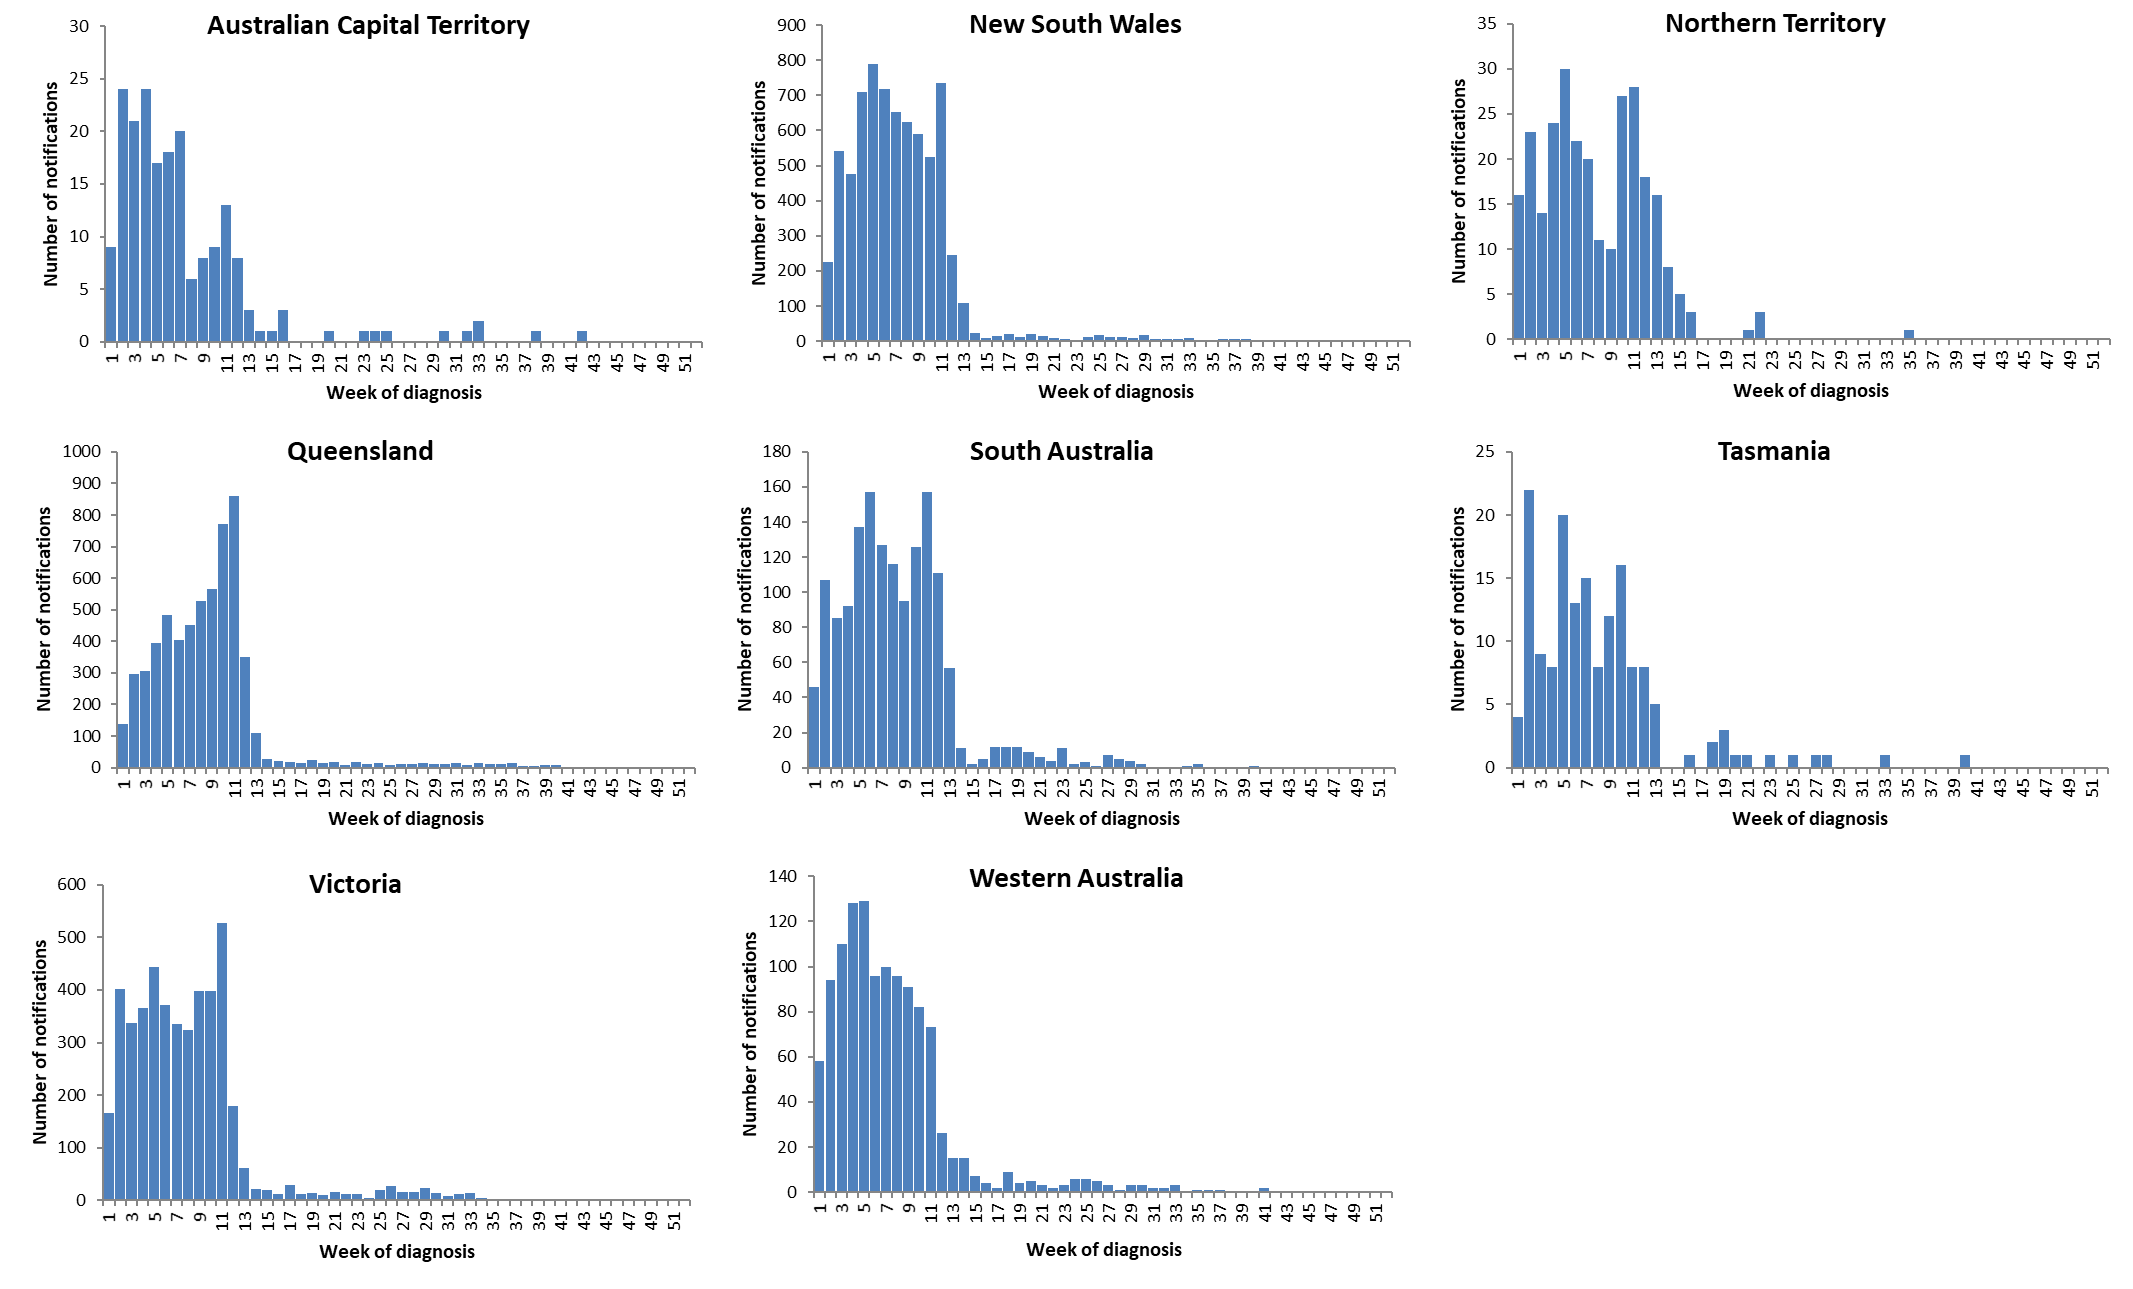 Australian Capital Territory
Number of notifications
30
25
20
15
10
5
0
1 3 5 7 9 11 13 15 17 19 21 23 25 27 29 31 33 35 37 39 41 43 45 47 49 51
Week of diagnosis
New South Wales
Number of notifications
900
800
700
600
500
400
300
200
100
0
1 3 5 7 9 11 13 15 17 19 21 23 25 27 29 31 33 35 37 39 41 43 45 47 49 51
Week of diagnosis
Northern Territory
Number of notifications
35
30
25
20
15
10
5
0
1 3 5 7 9 11 13 15 17 19 21 23 25 27 29 31 33 35 37 39 41 43 45 47 49 51
Week of diagnosis
Queensland
Number of notifications
1000
900
800
700
600
500
400
300
200
100
0
1 3 5 7 9 11 13 15 17 19 21 23 25 27 29 31 33 35 37 39 41 43 45 47 49 51
Week of diagnosis
South Australia
Number of notifications
180
160
140
120
100
80
60
40
20
0
1 3 5 7 9 11 13 15 17 19 21 23 25 27 29 31 33 35 37 39 41 43 45 47 49 51
Week of diagnosis
Tasmania
Number of notifications
25
20
15
10
5
0
1 3 5 7 9 11 13 15 17 19 21 23 25 27 29 31 33 35 37 39 41 43 45 47 49 51
Week of diagnosis
Victoria
Number of notifications
600
500
400
300
200
100
0
1 3 5 7 9 11 13 15 17 19 21 23 25 27 29 31 33 35 37 39 41 43 45 47 49 51
Week of diagnosis
Western Australia
Number of notifications
140
120
100
80
60
40
20
0
1 3 5 7 9 11 13 15 17 19 21 23 25 27 29 31 33 35 37 39 41 43 45 47 49 51
Week of diagnosis